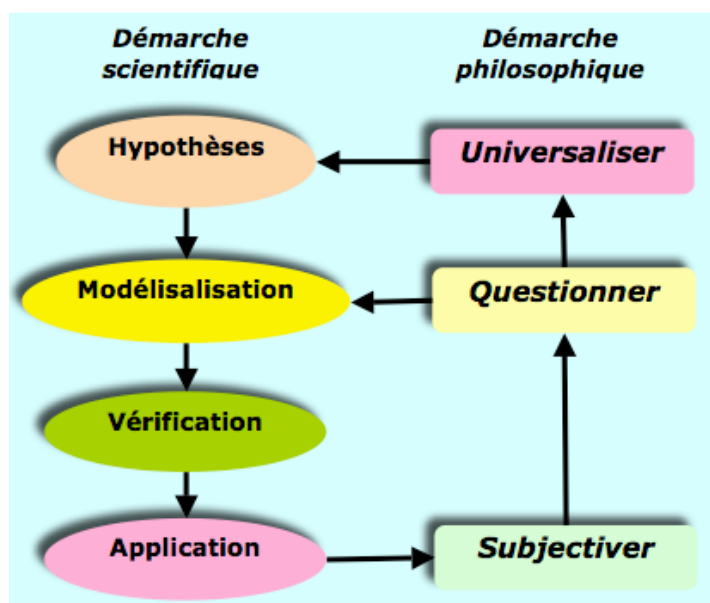 Démarche
scientifique
Démarche
philosophique
Hypothèses
Universaliser
Modélisalisation
Questionner
Vérification
Application
Subjectiver